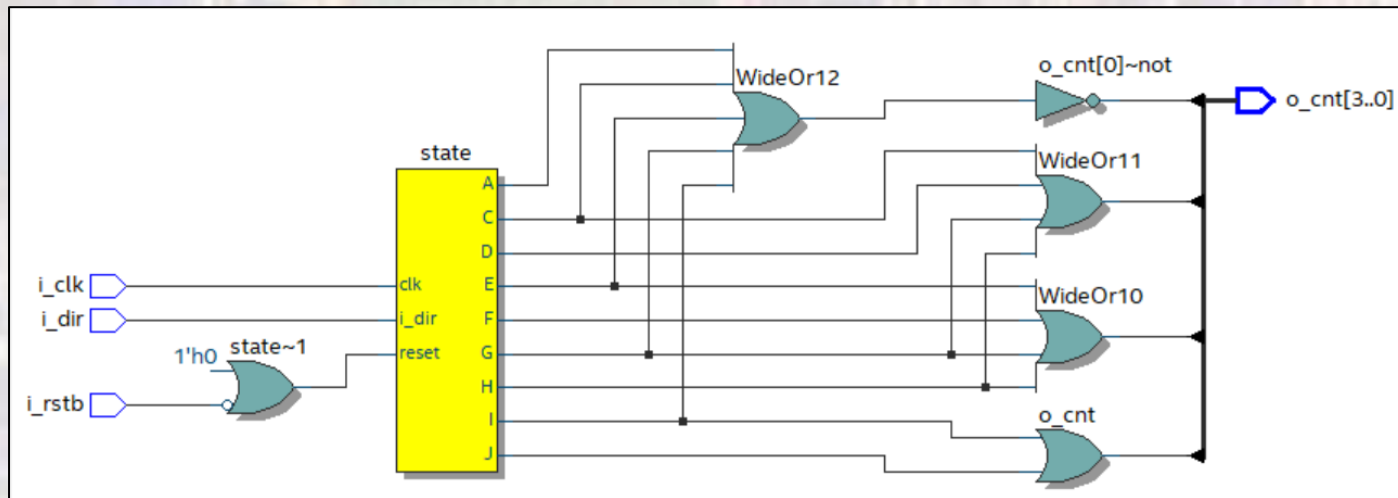 WideOr12
o_cnt[0]~not
o_cnt[3..0]
state
WideOr11
A
C
D
i_clk
clk
E
WideOr10
i_dir
i_dir
F
1'h0
state~1
reset
G
H
i_rstb
I
o_cnt
J